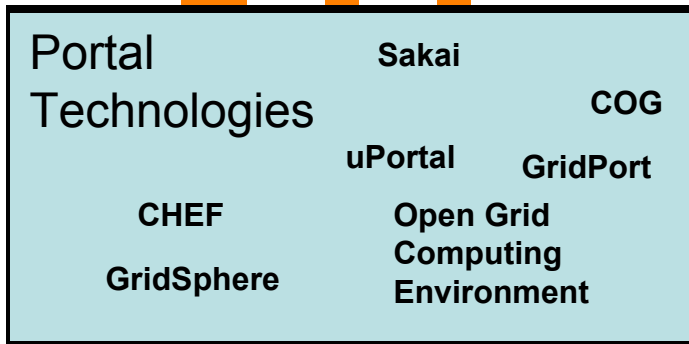 Portal
Technologies
Sakai
COG
uPortal
GridPort
CHEF
Open Grid
Computing
Environment
GridSphere